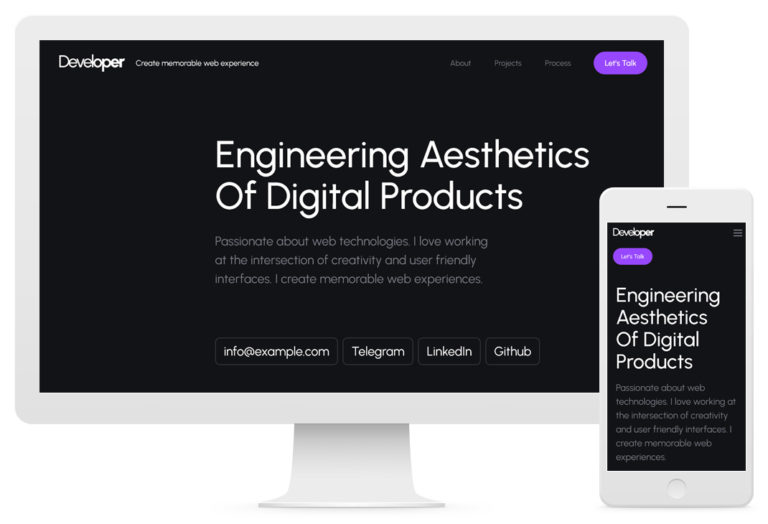 Developer Create memorable web experience About Projects Process Let's Talk
Engineering Aesthetics
Of Digital Products
Passionate about web technologies. I love working
at the intersection of creativity and user friendly
interfaces. I create memorable web experiences.
info@example.com Telegram LinkedIn Github
Developer
Let's Talk
Engineering
Aesthetics
Of Digital
Products
Passionate about web
technologies. I love working at
the intersection of creativity
and user friendly interfaces. I
create memorable web
experiences.